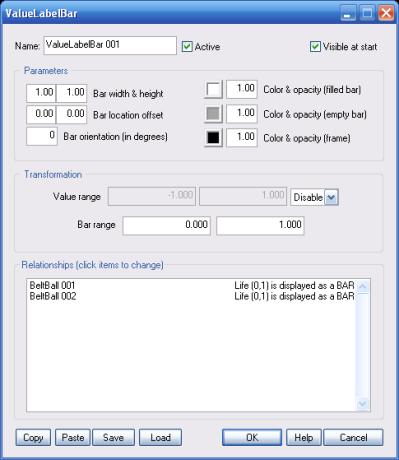 ValueLabelBar
Name: ValueLabelBar 001 Active Visible at start
Parameters
1.00 1.00 Bar width & height 1.00 Color & opacity (filled bar)
0.00 0.00 Bar location offset 1.00 Color & opacity (empty bar)
0 Bar orientation (in degrees) 1.00 Color & opacity (frame)
Transformation
Value range -1.000 1.000 Disable
Bar range 0.000 1.000
Relationships (click items to change)
BeltBall 001 Life (0,1) is displayed as a BAR
BeltBall 002 Life (0,1) is displayed as a BAR
Copy Paste Save Load OK Help Cancel